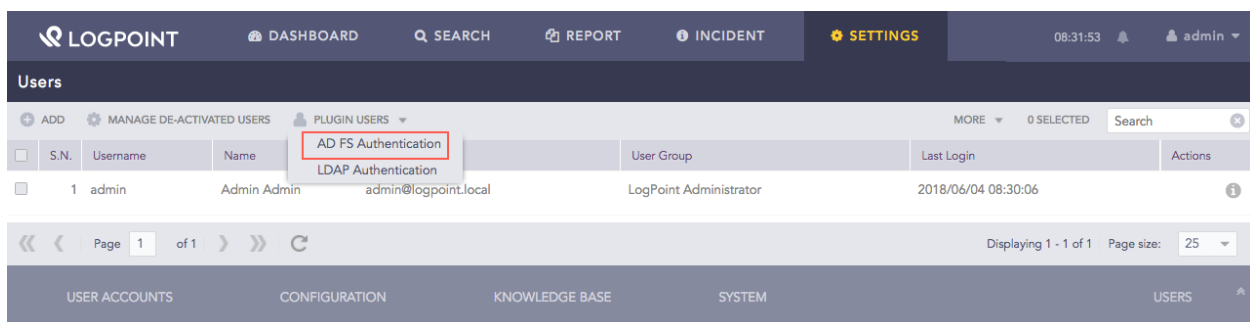 LOGPOINT DASHBOARD SEARCH REPORT INCIDENT SETTINGS 08:31:53 admin
Users
ADD MANAGE DE-ACTIVATED USERS PLUGIN USERS MORE 0 SELECTED Search
AD FS Authentication
S.N. Username Name User Group Last Login Actions
LDAP Authentication
1 admin Admin Admin admin@logpoint.local LogPoint Administrator 2018/06/04 08:30:06
Page 1 of 1 Displaying 1 - 1 of 1 Page size: 25
USER ACCOUNTS CONFIGURATION KNOWLEDGE BASE SYSTEM USERS